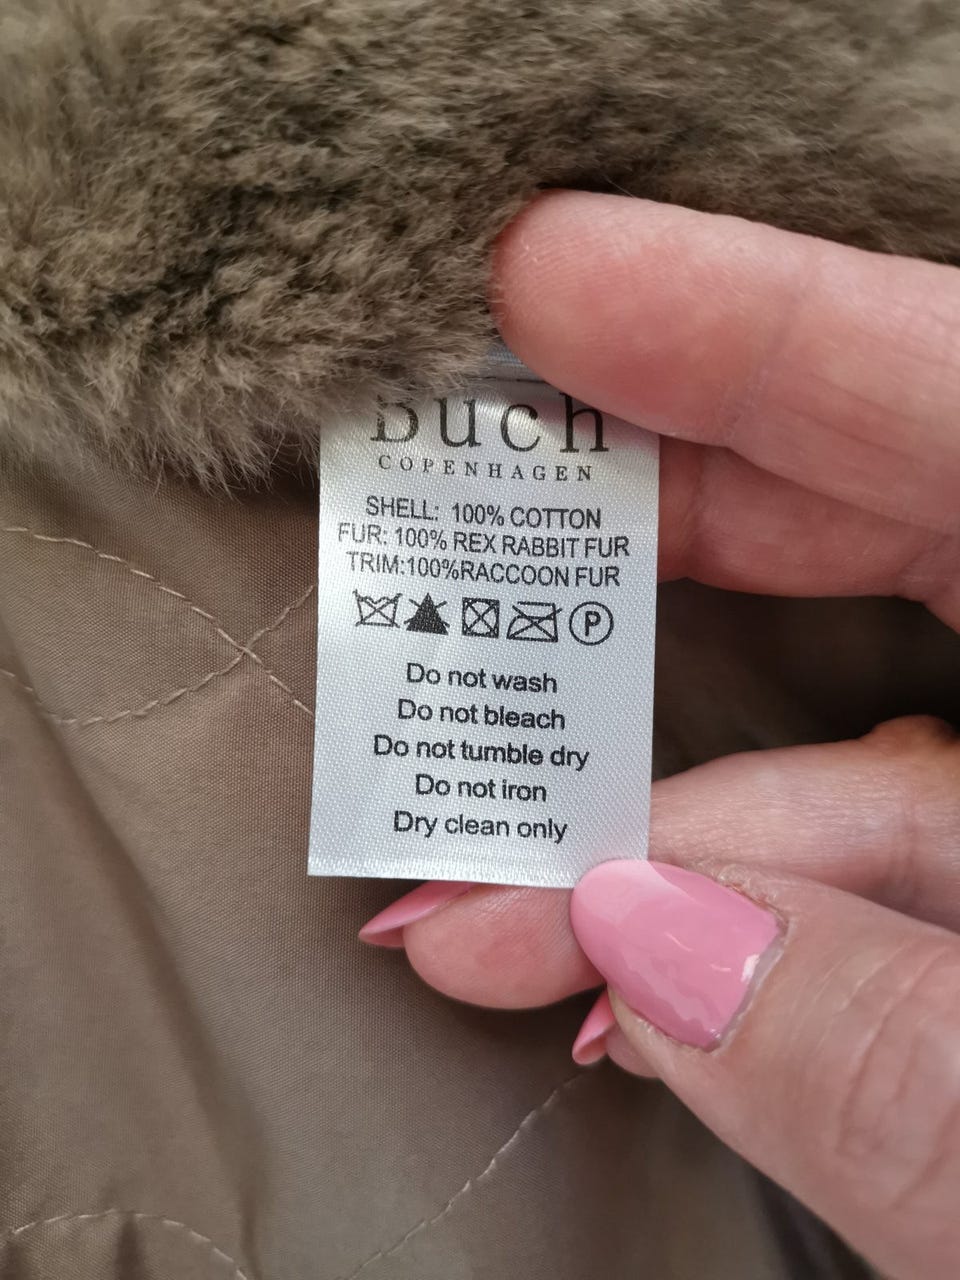 Buch
COPENHAGEN
SHELL: 100% COTTON
FUR: 100% REX RABBIT FUR
TRIM:100%RACCOON FUR
P
Do not wash
Do not bleach
Do not tumble dry
Do not iron
Dry clean only